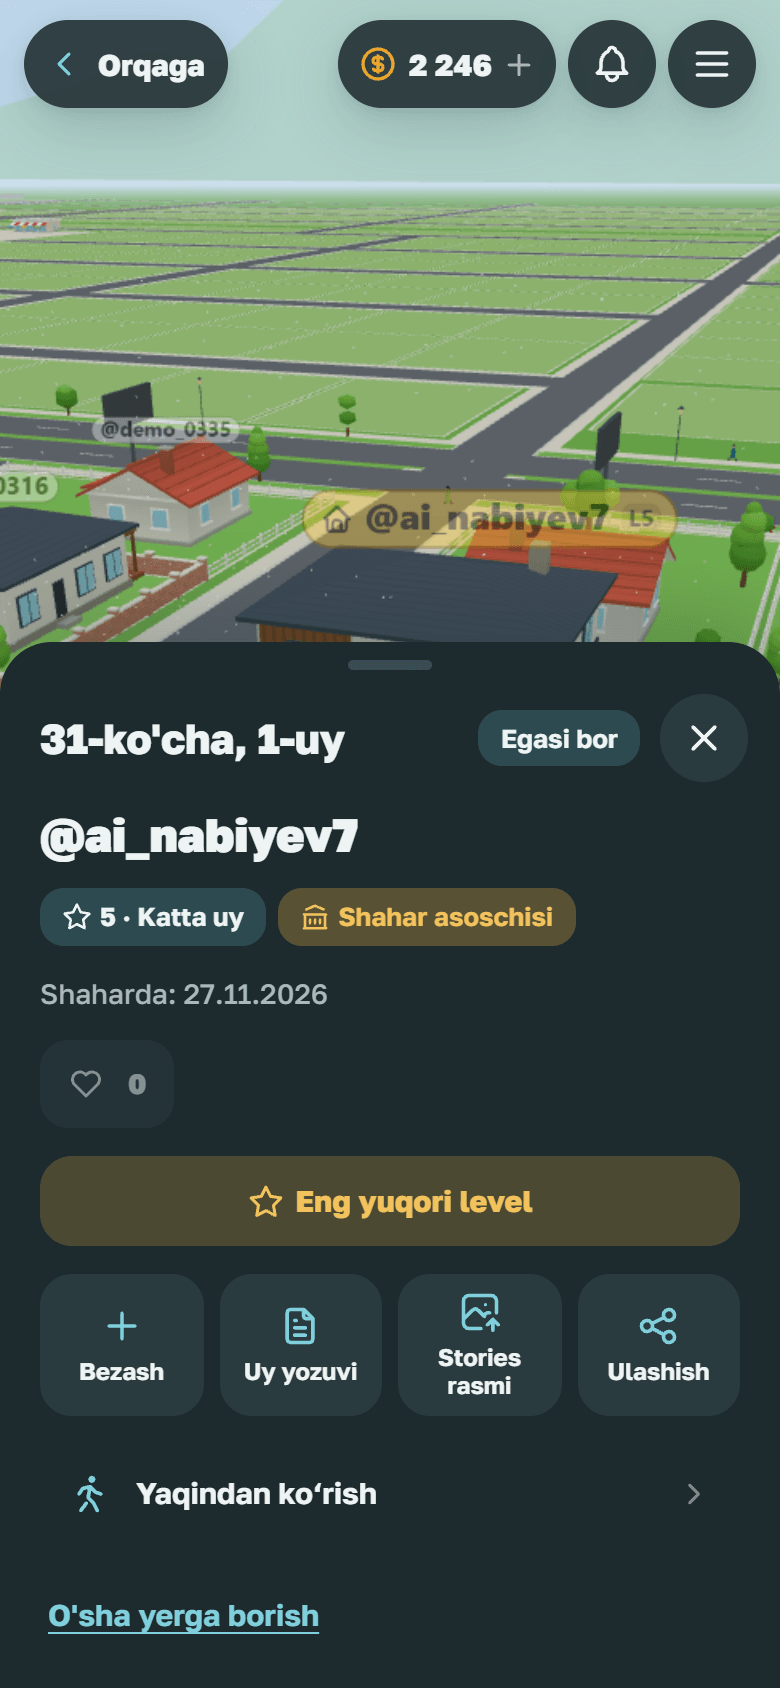 Orqaga
2 246
@demo_0335
0316
@ai_nabiyev7 L5
31-ko'cha, 1-uy
Egasi bor
@ai_nabiyev7
5 · Katta uy
Shahar asoschisi
Shaharda: 27.11.2026
0
Eng yuqori level
Bezash
Uy yozuvi
Stories
rasmi
Ulashish
Yaqindan ko‘rish
O'sha yerga borish